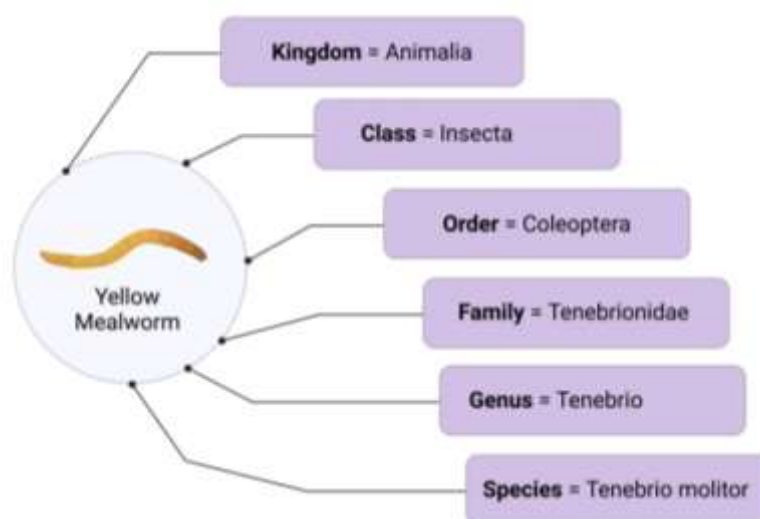 Kingdom = Animalia
Class = Insecta
Order = Coleoptera
Yellow
Mealworm
Family = Tenebrionidae
Genus = Tenebrio
Species = Tenebrio molitor